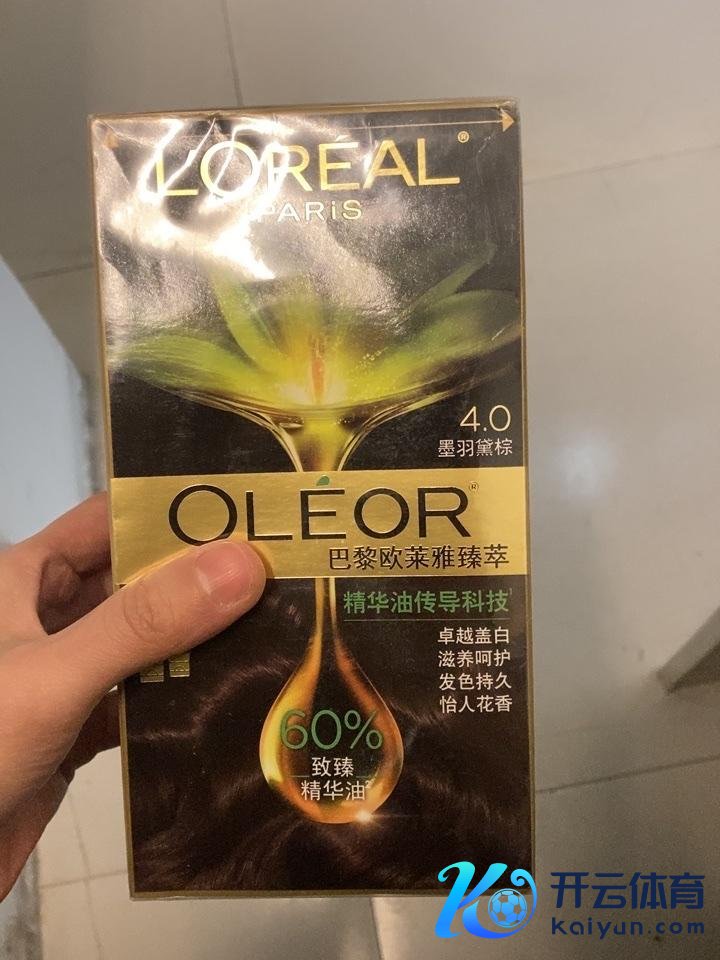 L'ORÉAL®
PARiS
4.0
墨羽黛棕
OLÉOR®
巴黎欧莱雅臻萃
精华油传导科技¹
卓越盖白
滋养呵护
发色持久
怡人花香
60%
致臻
精华油²
开云体育
kaiyun.com